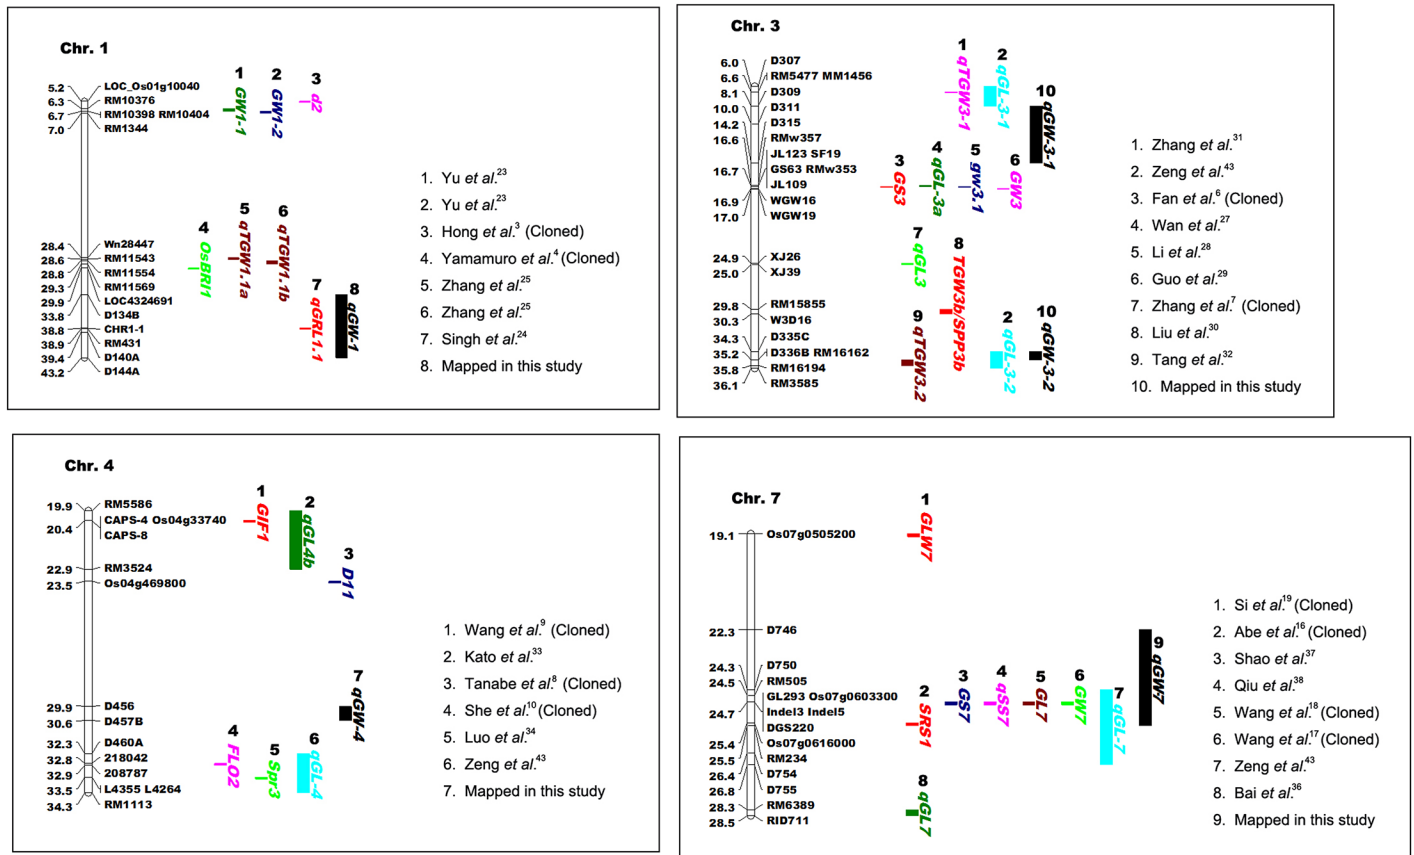 Chr. 1
5.2 LOC_Os01g10040
6.3 RM10376
6.7 RM10398 RM10404
7.0 RM1344
28.4 Wn28447
28.6 RM11543
28.8 RM11554
29.3 RM11569
29.9 LOC4324691
33.8 D134B
38.8 CHR1-1
38.9 RM431
39.4 D140A
43.2 D144A
1 GW1-1
2 GW1-2
3 d2
4 OsBRI1
5 qTGW1.1a
6 qTGW1.1b
7 qGRL1.1
8 qGW-1
1. Yu et al.23
2. Yu et al.23
3. Hong et al.3 (Cloned)
4. Yamamuro et al.4 (Cloned)
5. Zhang et al.25
6. Zhang et al.25
7. Singh et al.24
8. Mapped in this study
Chr. 3
6.0 D307
6.6 RM5477 MM1456
8.1 D309
10.0 D311
14.2 D315
16.6 RMw357
JL123 SF19
16.7 GS63 RMw353
JL109
16.9 WGW16
17.0 WGW19
24.9 XJ26
25.0 XJ39
29.8 RM15855
30.3 W3D16
34.3 D335C
35.2 D336B RM16162
35.8 RM16194
36.1 RM3585
1 qTGW3-1
2 qGL-3-1
10 qGW-3-1
3 GS3
4 qGL-3a
5 gw3.1
6 GW3
7 qGL3
8 TGW3b/SPP3b
9 qTGW3.2
2 qGL-3-2
10 qGW-3-2
1. Zhang et al.31
2. Zeng et al.43
3. Fan et al.6 (Cloned)
4. Wan et al.27
5. Li et al.28
6. Guo et al.29
7. Zhang et al.7 (Cloned)
8. Liu et al.30
9. Tang et al.32
10. Mapped in this study
Chr. 4
19.9 RM5586
20.4 CAPS-4 Os04g33740
CAPS-8
22.9 RM3524
23.5 Os04g469800
29.9 D456
30.6 D457B
32.3 D460A
32.8 218042
32.9 208787
33.5 L4355 L4264
34.3 RM1113
1 GIF1
2 qGL4b
3 D11
7 qGW-4
4 FLO2
5 Spr3
6 qGL-4
1. Wang et al.9 (Cloned)
2. Kato et al.33
3. Tanabe et al.8 (Cloned)
4. She et al.10 (Cloned)
5. Luo et al.34
6. Zeng et al.43
7. Mapped in this study
Chr. 7
19.1 Os07g0505200
22.3 D746
24.3 D750
24.5 RM505
GL293 Os07g0603300
24.7 Indel3 Indel5
DGS220
25.4 Os07g0616000
25.5 RM234
26.4 D754
26.8 D755
28.3 RM6389
28.5 RID711
1 GLW7
2 SRS1
3 GS7
4 qSS7
5 GL7
6 GW7
7 qGL-7
9 qGW7
8 qGL7
1. Si et al.19 (Cloned)
2. Abe et al.16 (Cloned)
3. Shao et al.37
4. Qiu et al.38
5. Wang et al.18 (Cloned)
6. Wang et al.17 (Cloned)
7. Zeng et al.43
8. Bai et al.36
9. Mapped in this study